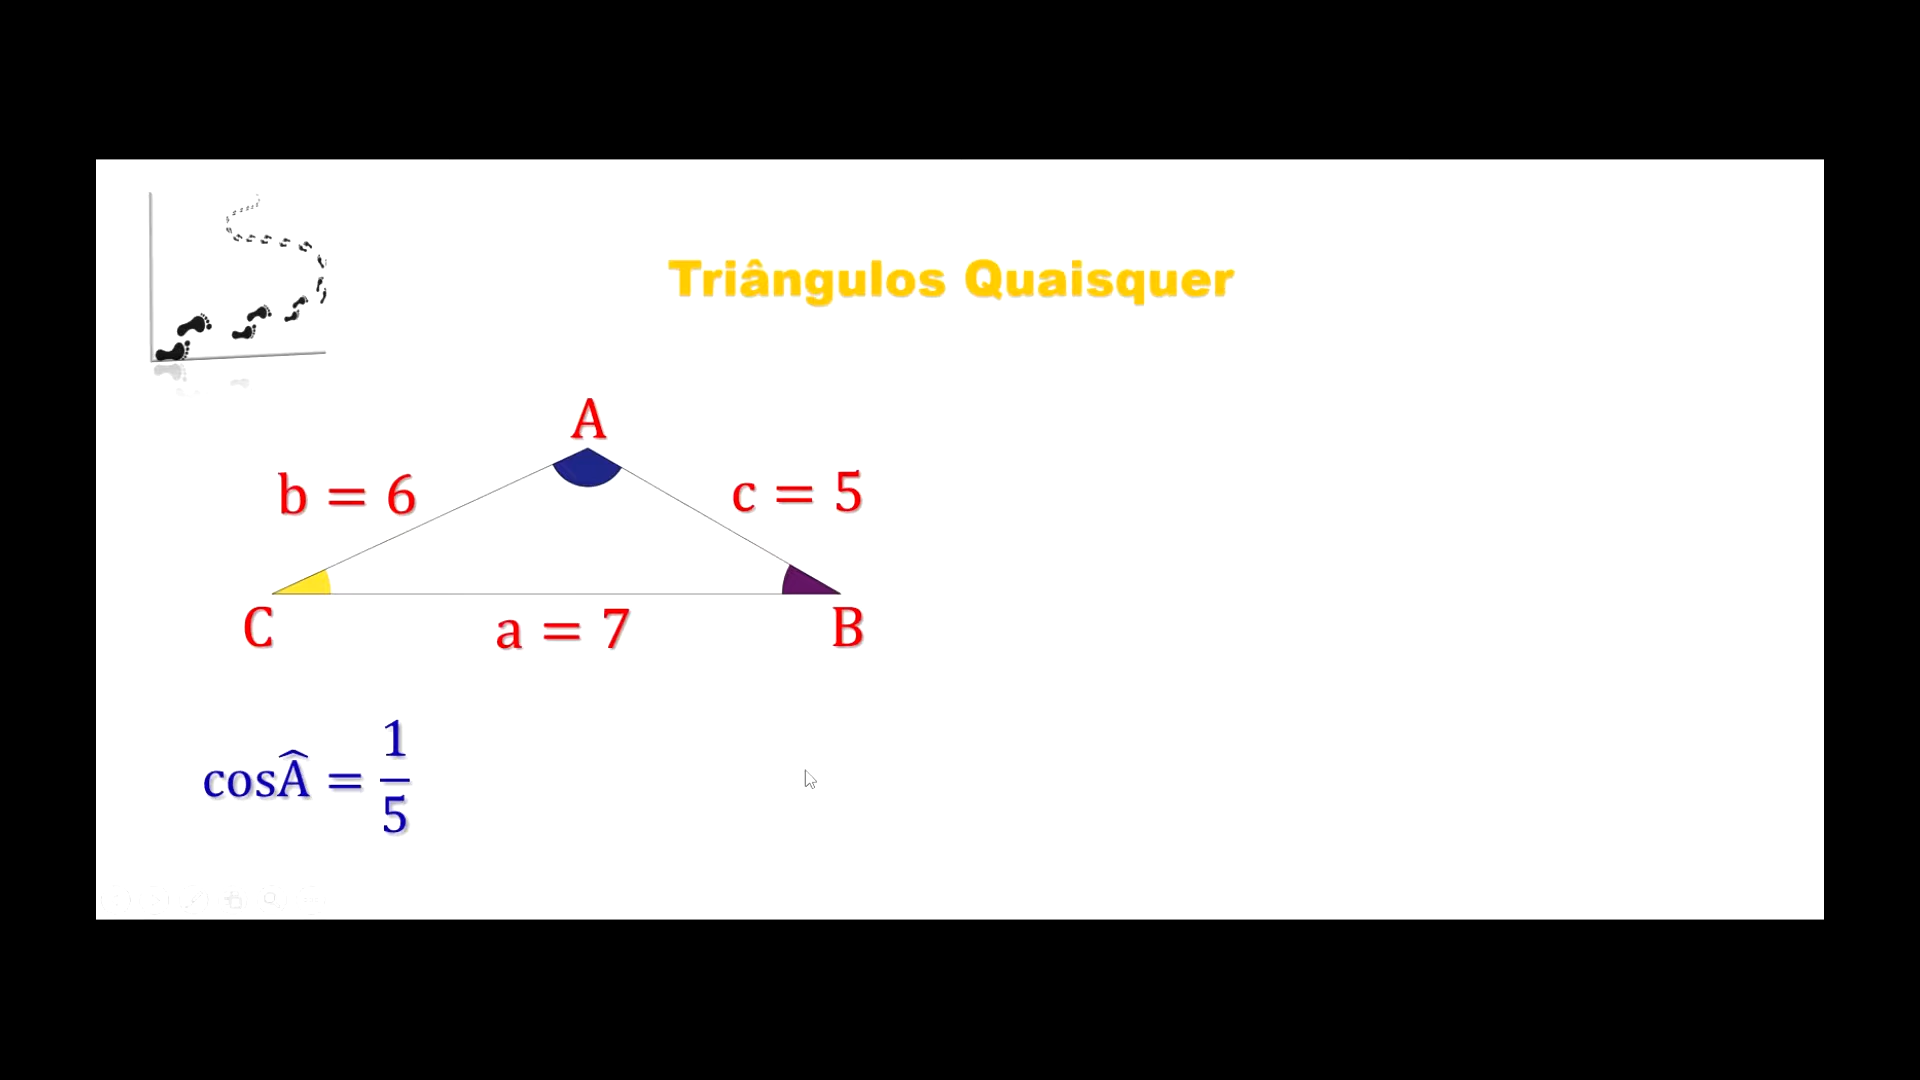 Triângulos Quaisquer
A
b = 6
c = 5
C
a = 7
B
cosÂ = 1/5